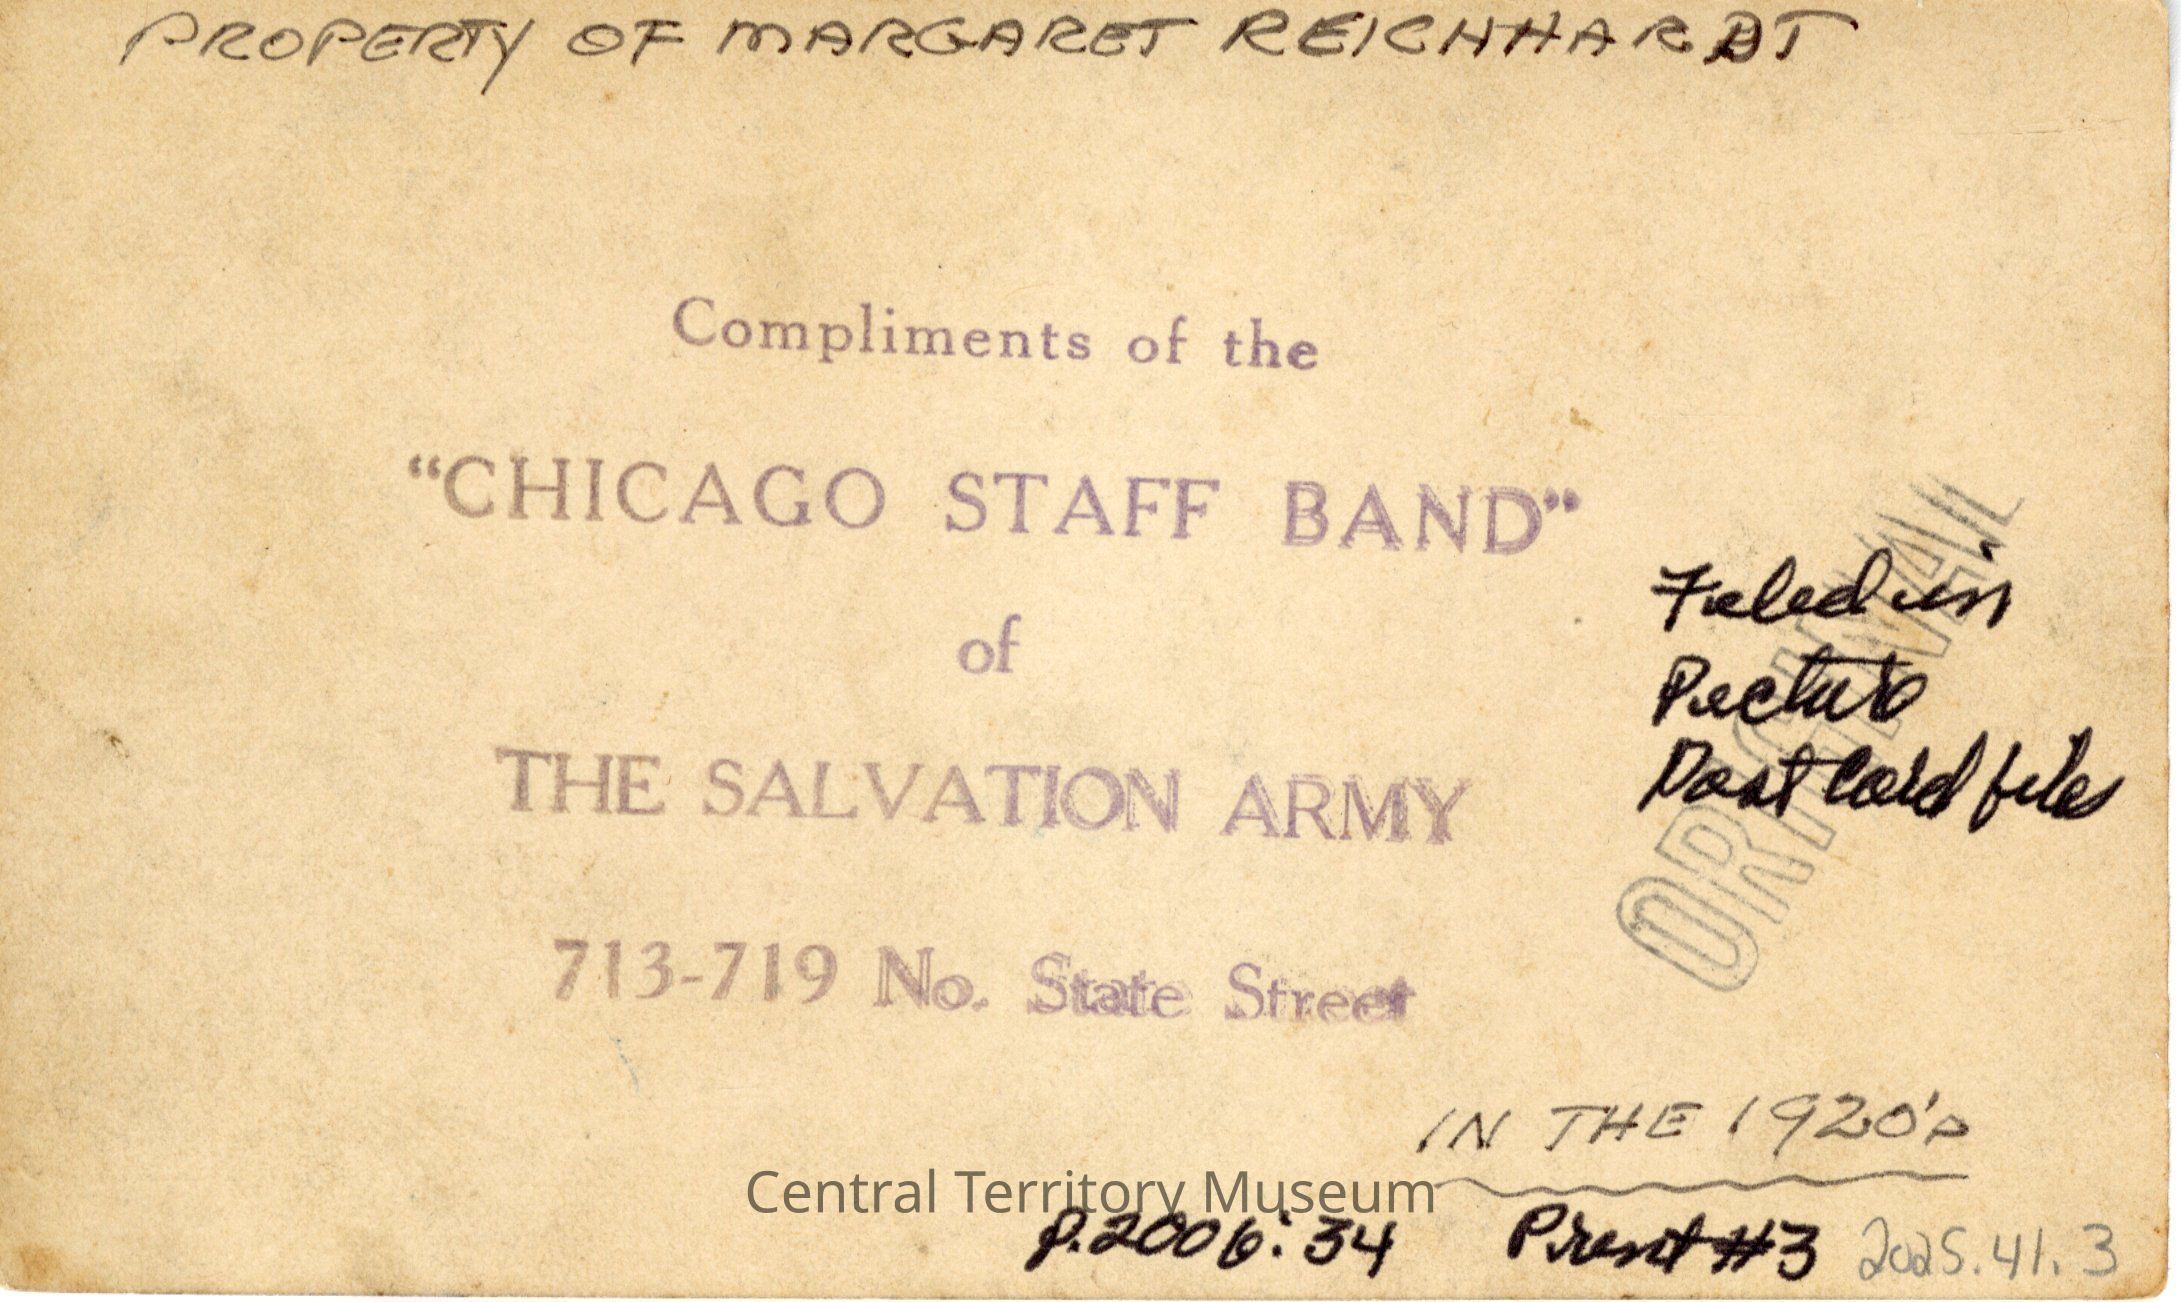 PROPERTY OF MARGARET REICHHARDT
Compliments of the
“CHICAGO STAFF BAND”
of
THE SALVATION ARMY
713-719 No. State Street
ORIGINAL
Filed in
Picture
Post Card files
IN THE 1920's
Central Territory Museum
P.2006:34 Print #3 2025.41.3